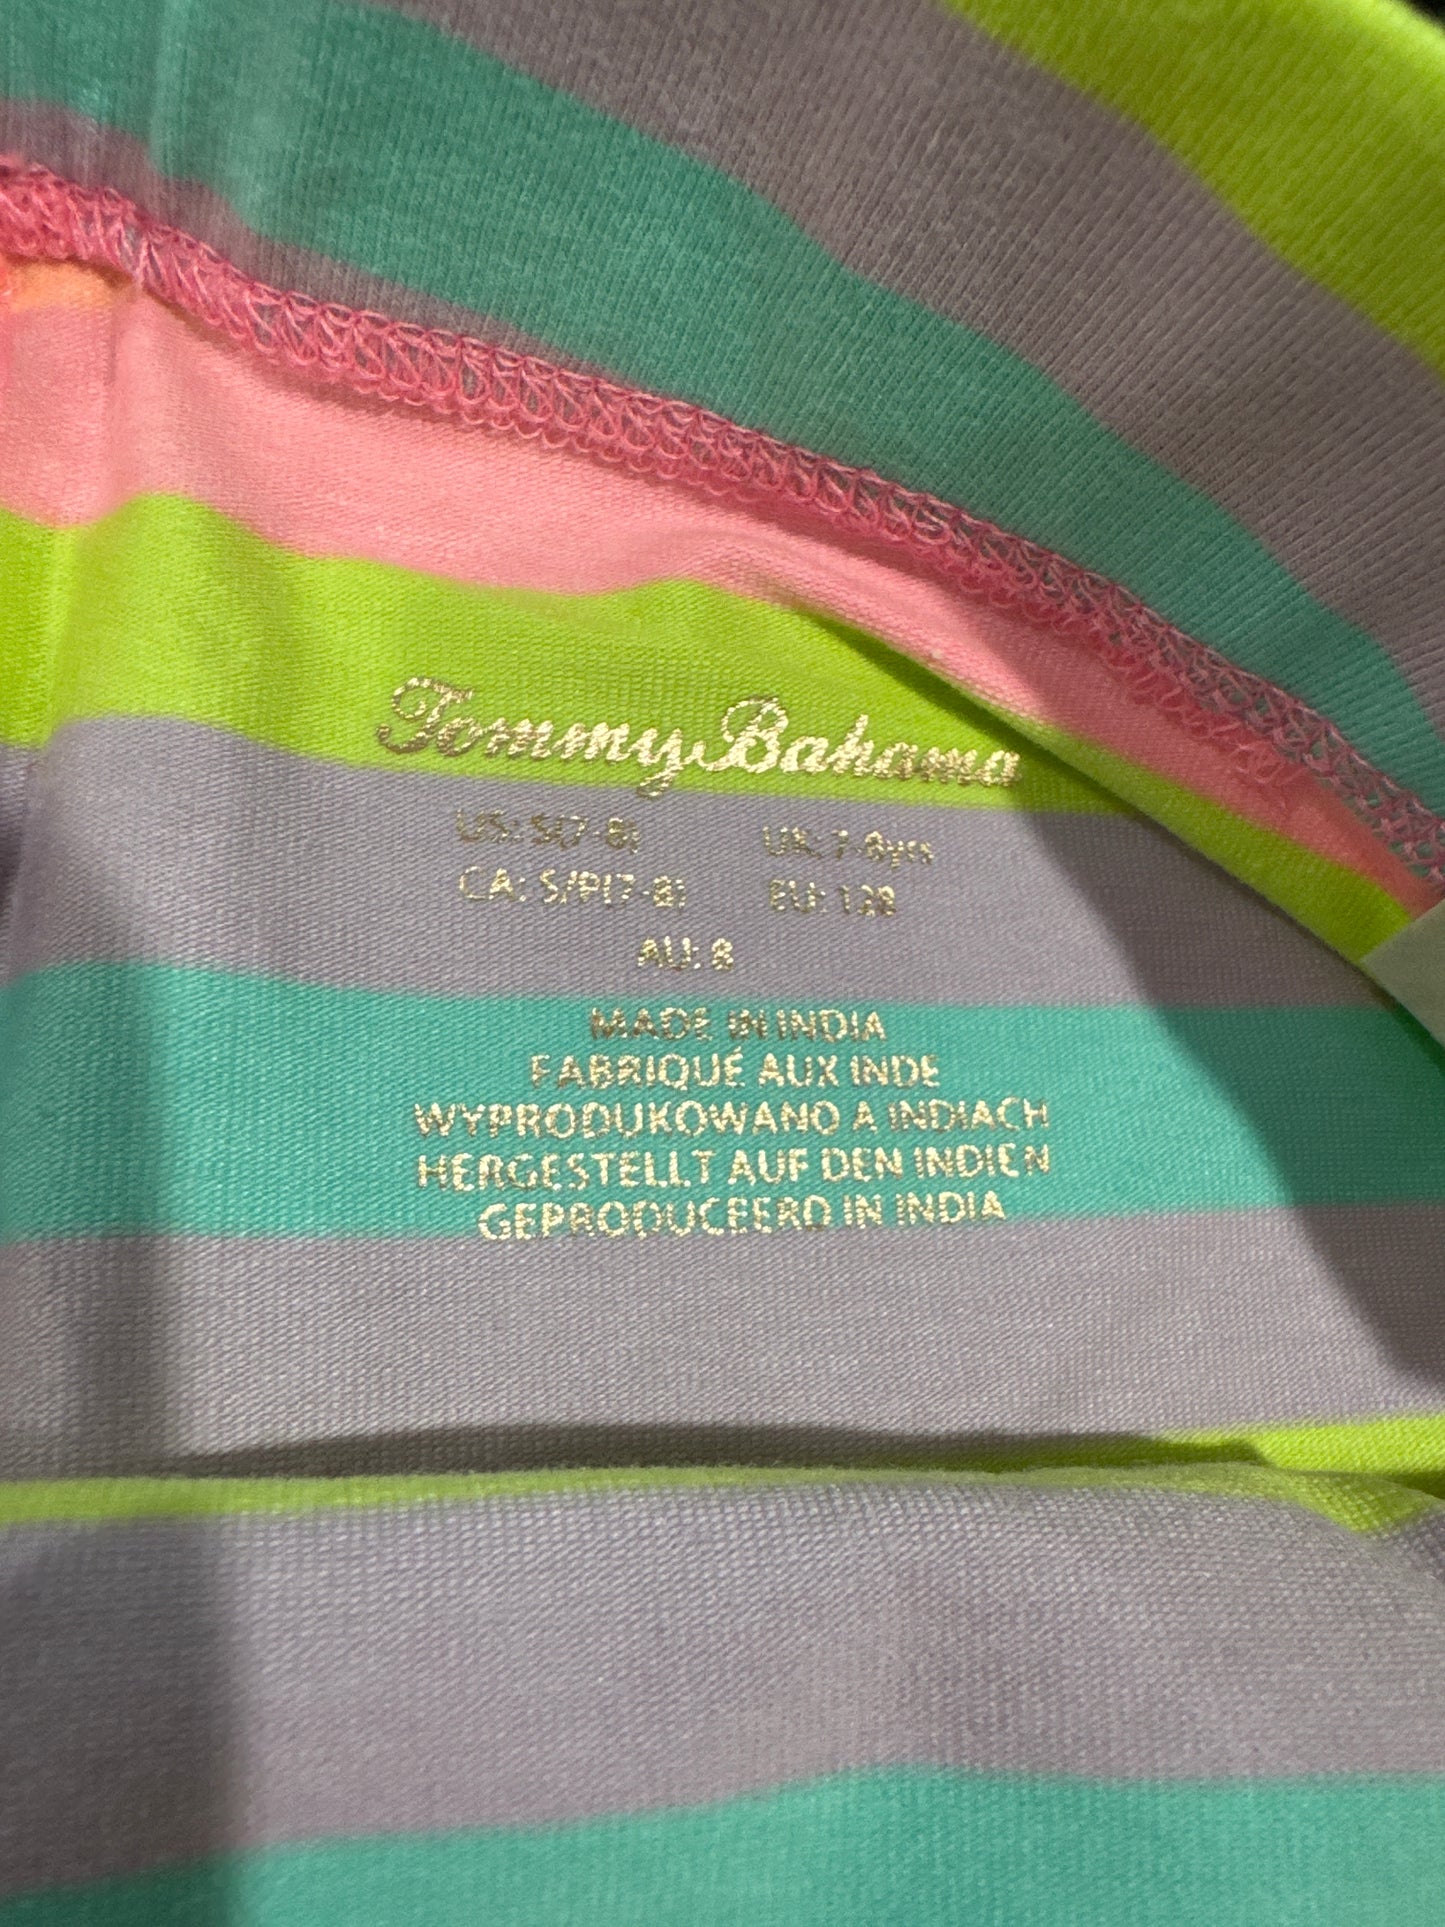 Tommy Bahama
US: S(7-8) UK: 7-8yrs
CA: S/P(7-8) EU: 128
AU: 8
MADE IN INDIA
FABRIQUÉ AUX INDE
WYPRODUKOWANO A INDIACH
HERGESTELLT AUF DEN INDIEN
GEPRODUCEERD IN INDIA